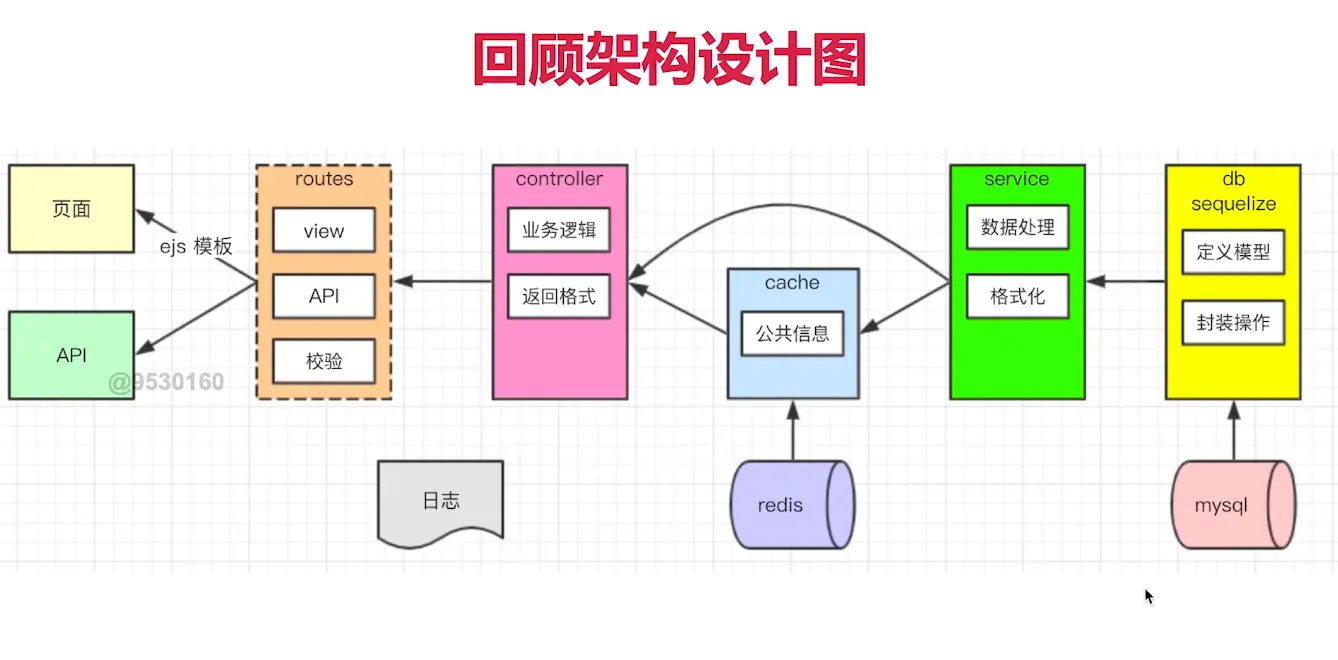 回顾架构设计图
页面
ejs 模板
API
@9530160
routes
view
API
校验
controller
业务逻辑
返回格式
cache
公共信息
service
数据处理
格式化
db
sequelize
定义模型
封装操作
日志
redis
mysql